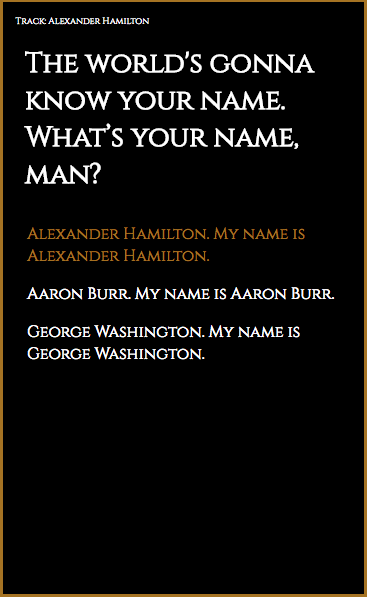 Track: Alexander Hamilton
The world's gonna
know your name.
What's your name,
man?
Alexander Hamilton. My name is
Alexander Hamilton.
Aaron Burr. My name is Aaron Burr.
George Washington. My name is
George Washington.